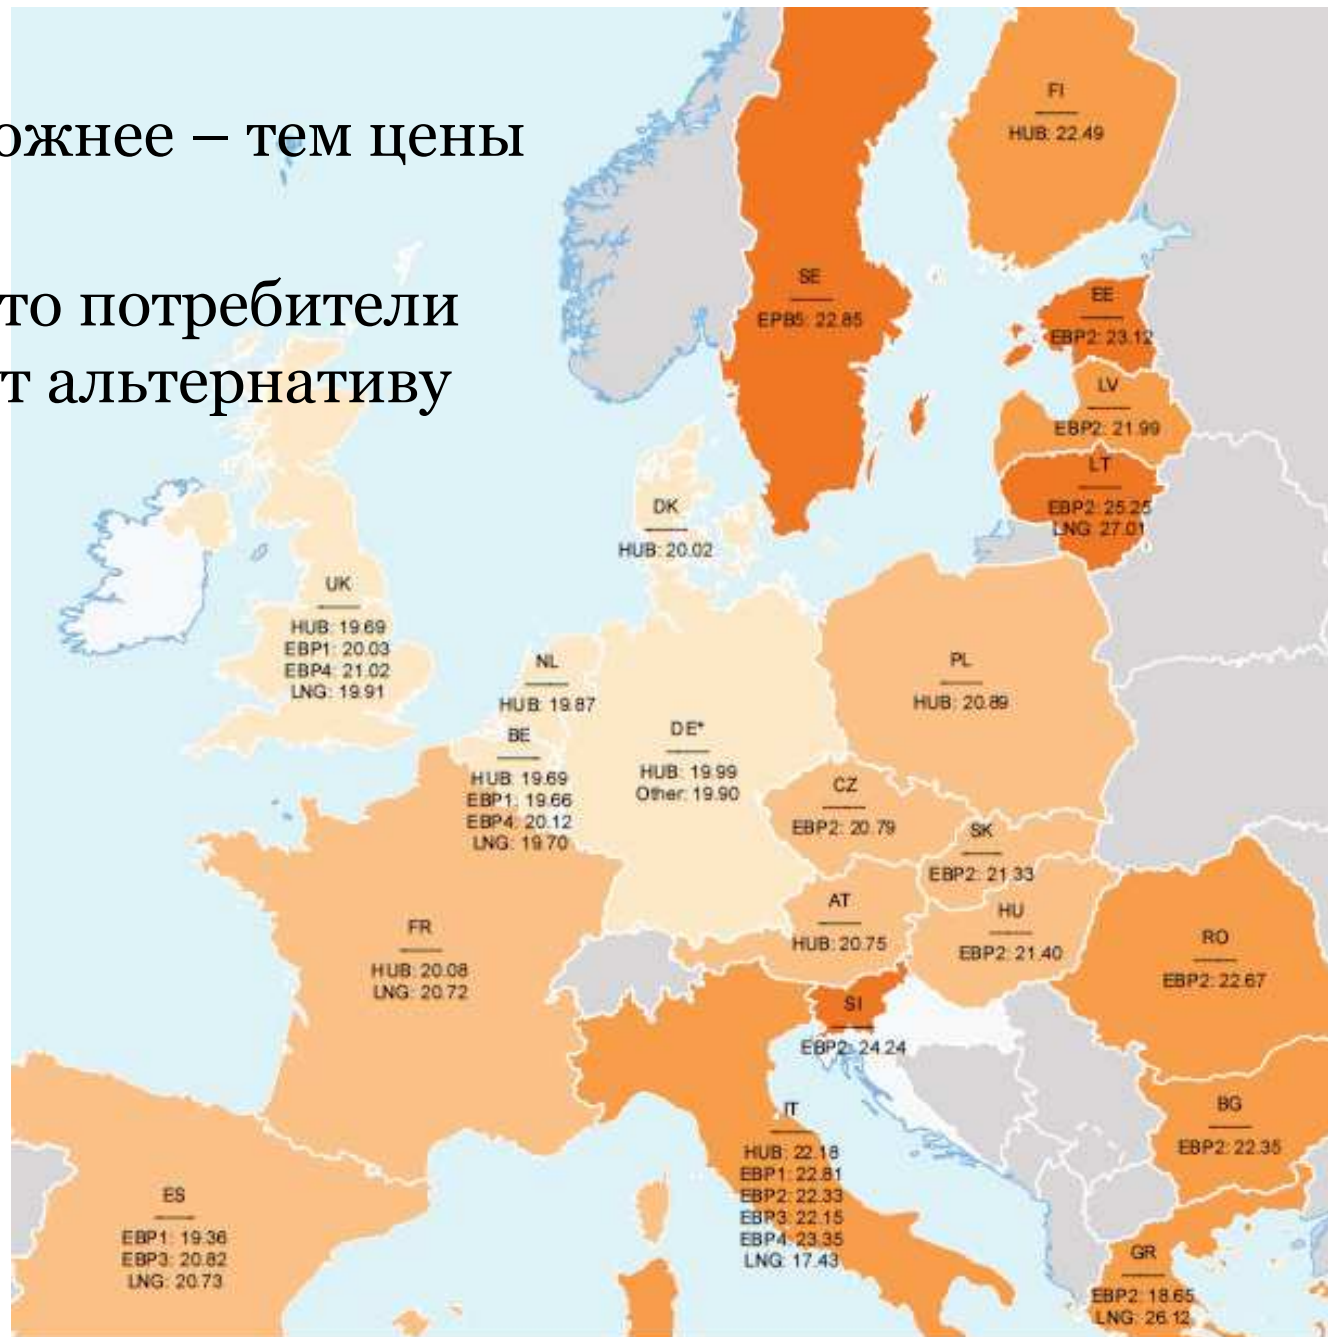 ожнее – тем цены
то потребители
т альтернативу
FI
HUB: 22.49
SE
EPB5: 22.85
EE
EBP2: 23.12
LV
EBP2: 21.99
LT
EBP2: 25.25
LNG: 27.01
DK
HUB: 20.02
UK
HUB: 19.69
EBP1: 20.03
EBP4: 21.02
LNG: 19.91
NL
HUB: 19.87
BE
HUB: 19.69
EBP1: 19.66
EBP4: 20.12
LNG: 19.70
DE*
HUB: 19.99
Other: 19.90
PL
HUB: 20.89
CZ
EBP2: 20.79
SK
EBP2: 21.33
AT
HUB: 20.75
HU
EBP2: 21.40
FR
HUB: 20.08
LNG: 20.72
RO
EBP2: 22.67
SI
EBP2: 24.24
BG
EBP2: 22.35
IT
HUB: 22.18
EBP1: 22.81
EBP2: 22.33
EBP3: 22.15
EBP4: 23.35
LNG: 17.43
ES
EBP1: 19.36
EBP3: 20.82
LNG: 20.73
GR
EBP2: 18.65
LNG: 26.12